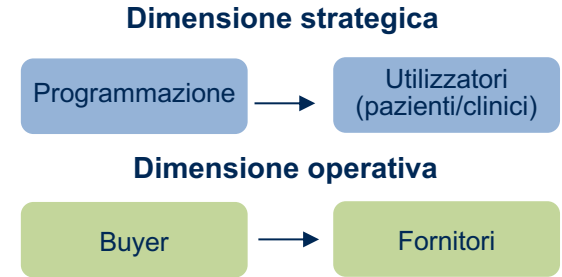 Dimensione strategica
Programmazione
Utilizzatori
(pazienti/clinici)
Dimensione operativa
Buyer
Fornitori